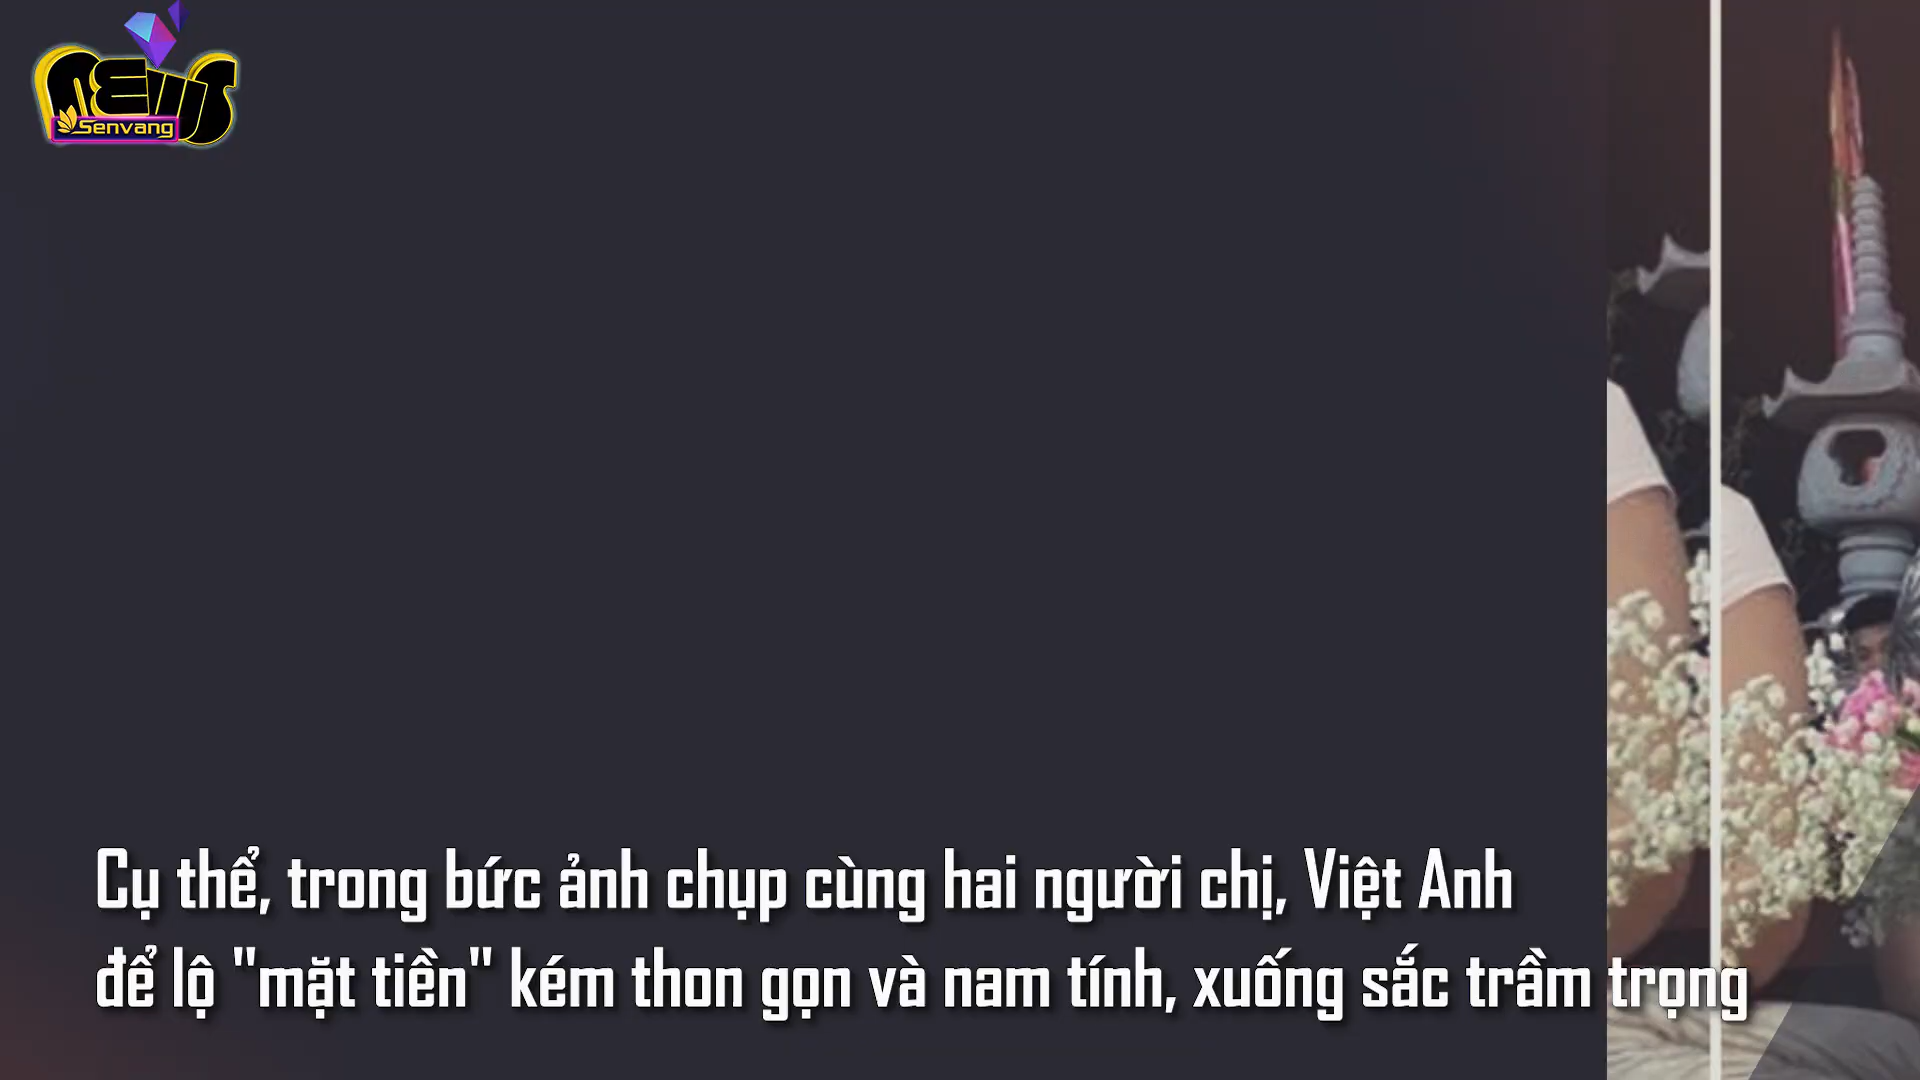 NEWS
Senvang
Cụ thể, trong bức ảnh chụp cùng hai người chị, Việt Anh
để lộ "mặt tiền" kém thon gọn và nam tính, xuống sắc trầm trọng